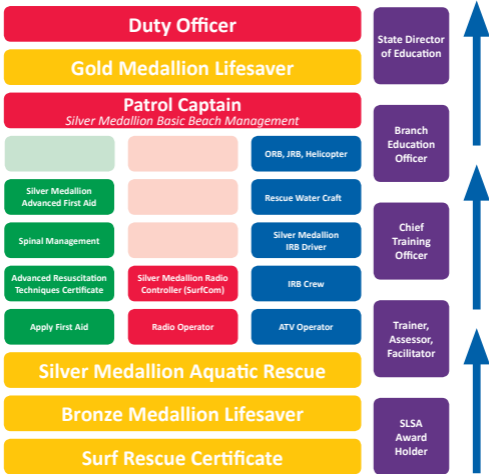 Duty Officer
Gold Medallion Lifesaver
Patrol Captain
Silver Medallion Basic Beach Management
ORB, JRB, Helicopter
Silver Medallion
Advanced First Aid
Rescue Water Craft
Spinal Management
Silver Medallion
IRB Driver
Advanced Resuscitation
Techniques Certificate
Silver Medallion Radio
Controller (SurfCom)
IRB Crew
Apply First Aid
Radio Operator
ATV Operator
Silver Medallion Aquatic Rescue
Bronze Medallion Lifesaver
Surf Rescue Certificate
State Director
of Education
Branch
Education
Officer
Chief
Training
Officer
Trainer,
Assessor,
Facilitator
SLSA
Award
Holder